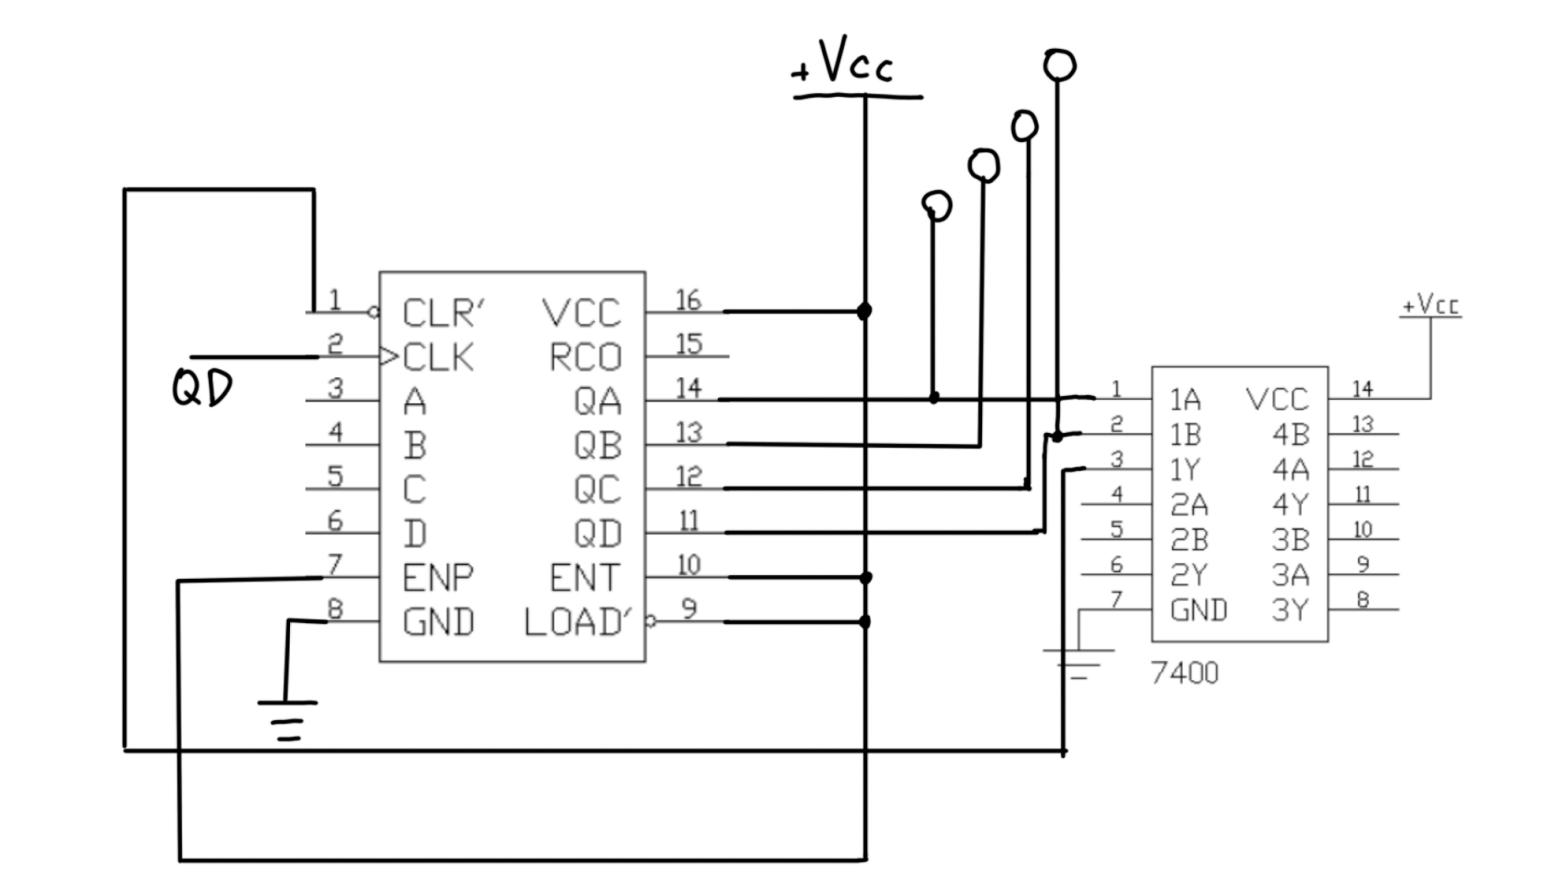 +Vcc
QD
1 CLR' VCC 16
2 CLK RCO 15
3 A QA 14
4 B QB 13
5 C QC 12
6 D QD 11
7 ENP ENT 10
8 GND LOAD' 9
+Vcc
1 1A VCC 14
2 1B 4B 13
3 1Y 4A 12
4 2A 4Y 11
5 2B 3B 10
6 2Y 3A 9
7 GND 3Y 8
7400